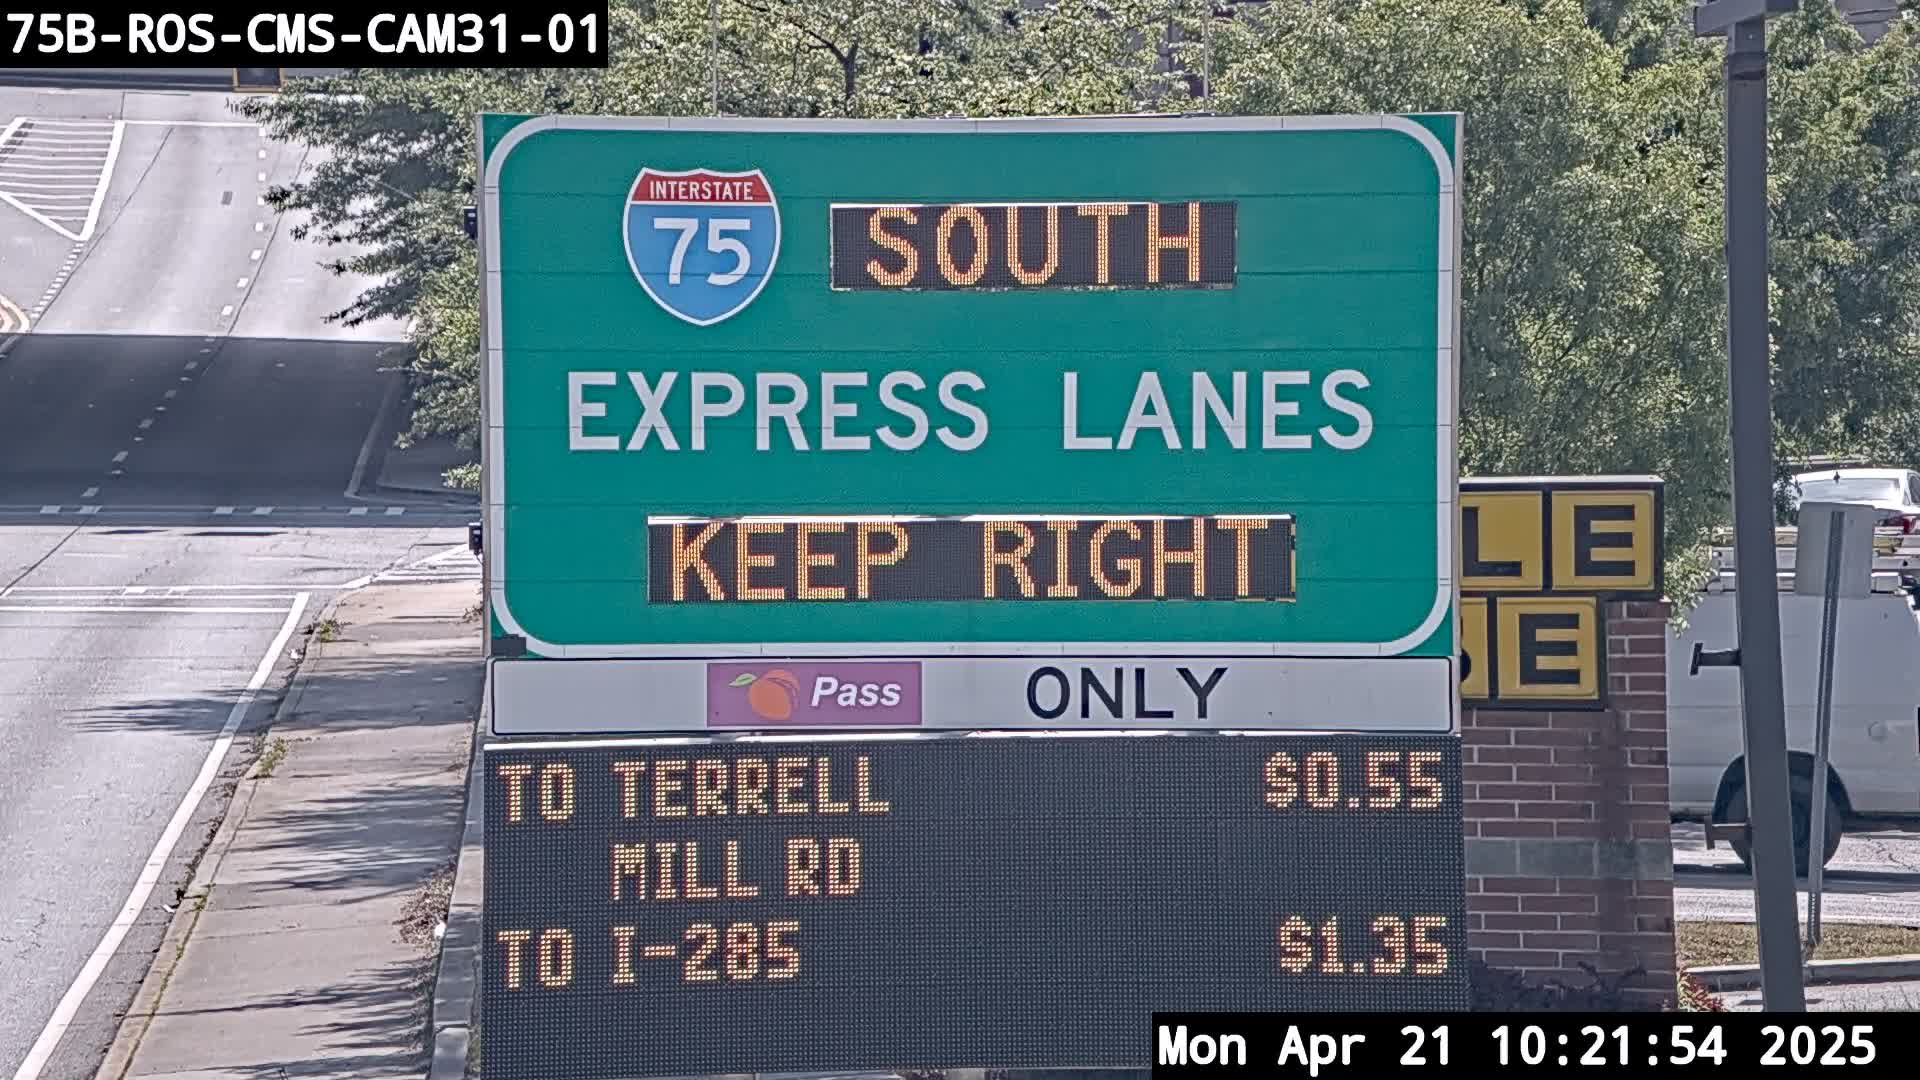 75B-ROS-CMS-CAM31-01
INTERSTATE
75
SOUTH
EXPRESS LANES
KEEP RIGHT
Pass ONLY
TO TERRELL $0.55
MILL RD
TO I-285 $1.35
LE
E
Mon Apr 21 10:21:54 2025